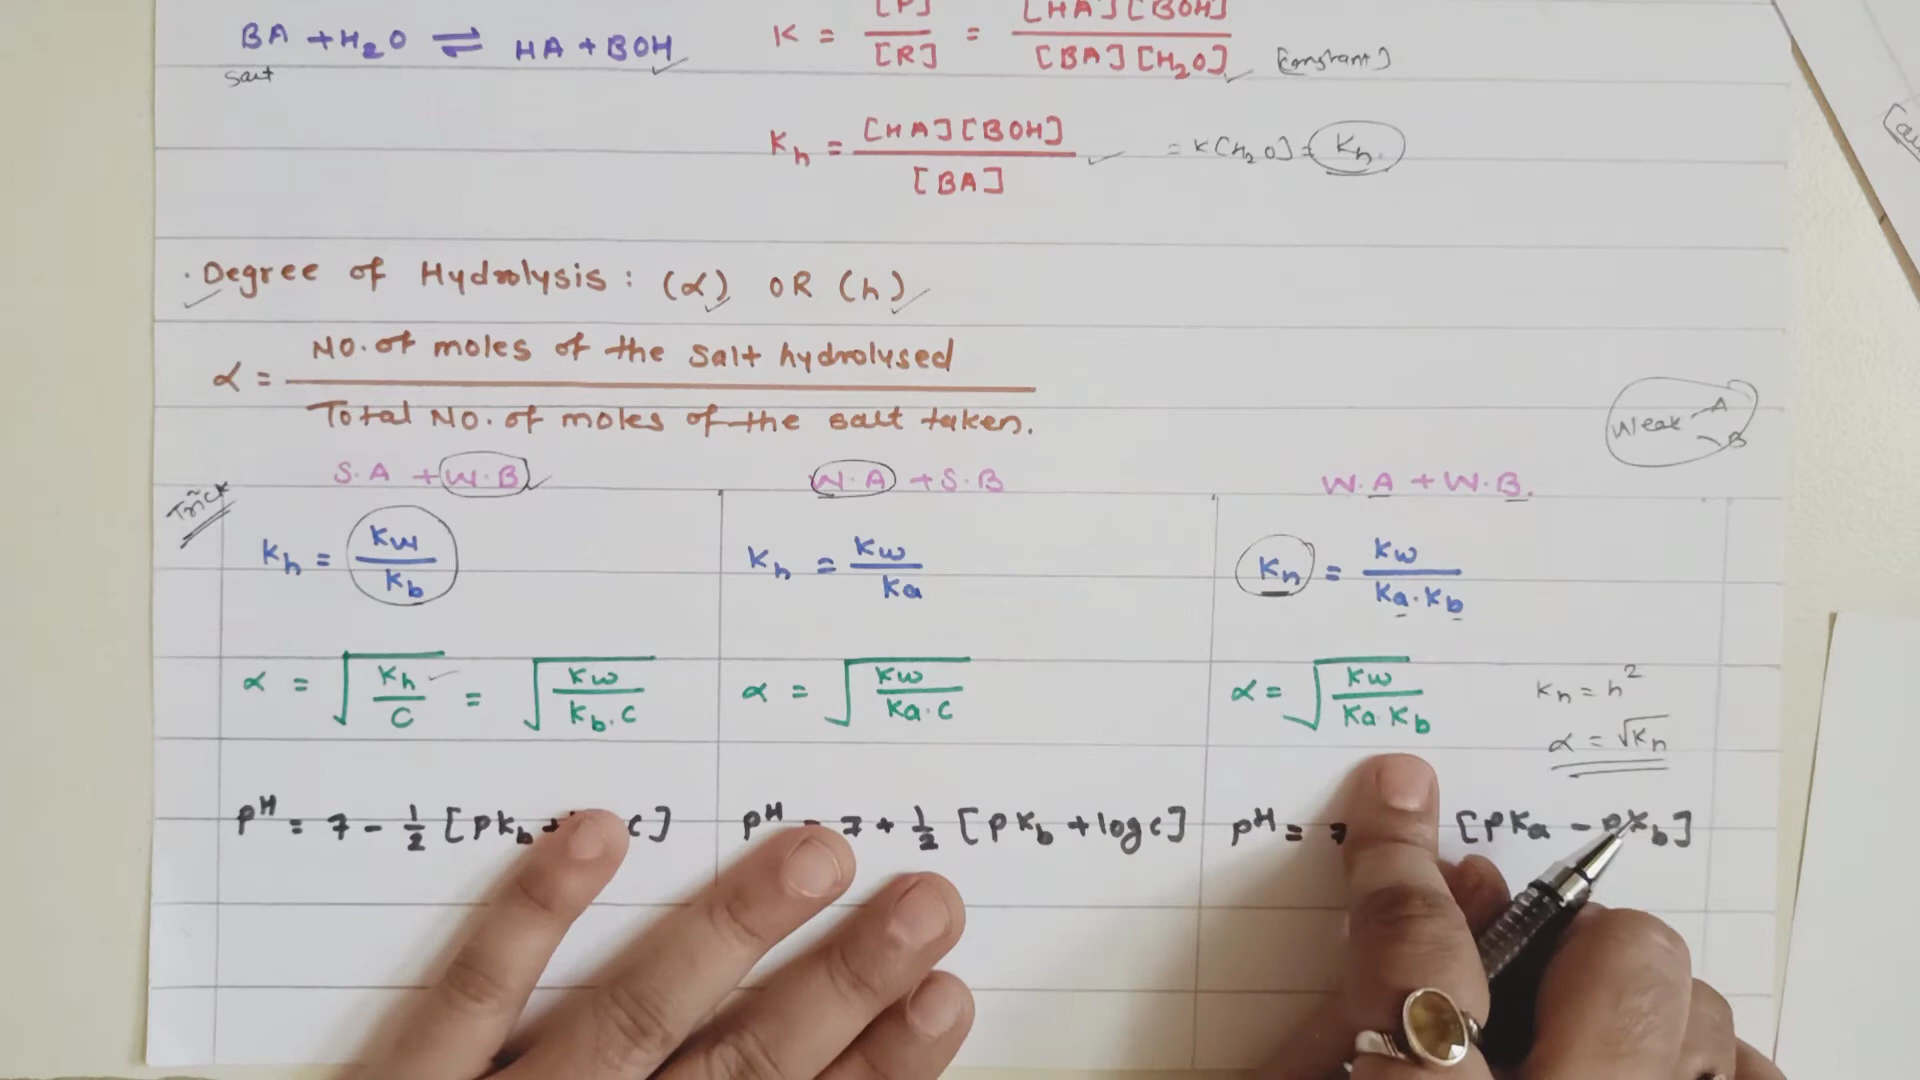 BA + H₂O ⇌ HA + BOH
salt
K = [P]/[R] = [HA][BOH]/[BA][H₂O] [constant]
Kh = [HA][BOH]/[BA] = K[H₂O] = Kh.
. Degree of Hydrolysis : (α) OR (h)
α = No. of moles of the salt hydrolysed
Total No. of moles of the salt taken.
Weak A B
Trick
S.A + W.B
W.A + S.B
W.A + W.B.
Kh = Kw/Kb
Kh = Kw/Ka
Kh = Kw/Ka.Kb
α = √Kh/C = √Kw/Kb.C
α = √Kw/Ka.C
α = √Kw/Ka.Kb
Kh = h²
α = √Kh
pH = 7 - 1/2 [PKb + c]
pH = 7 + 1/2 [PKb + log c]
pH = 7 [PKa - PKb]